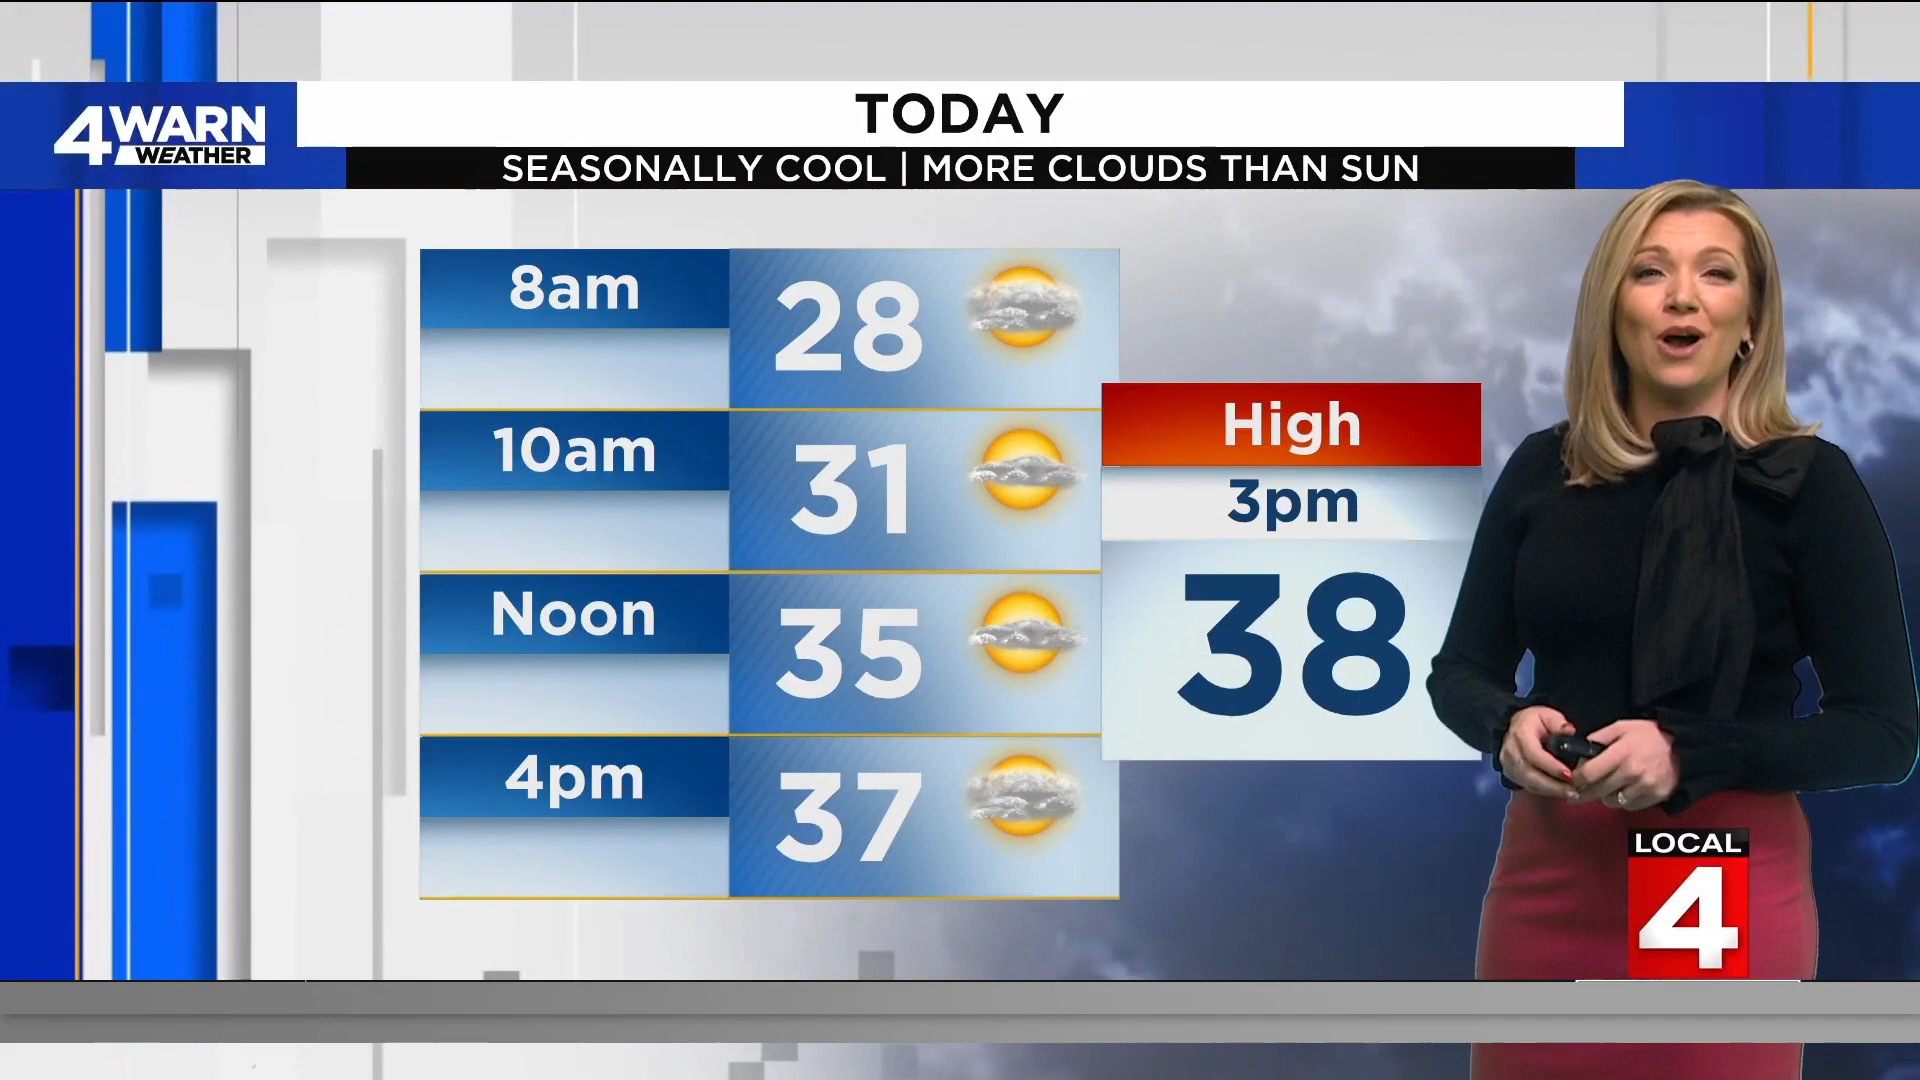 TODAY
4WARN
WEATHER
SEASONALLY COOL | MORE CLOUDS THAN SUN
8am 28
10am 31
Noon 35
4pm 37
High
3pm
38
LOCAL
4